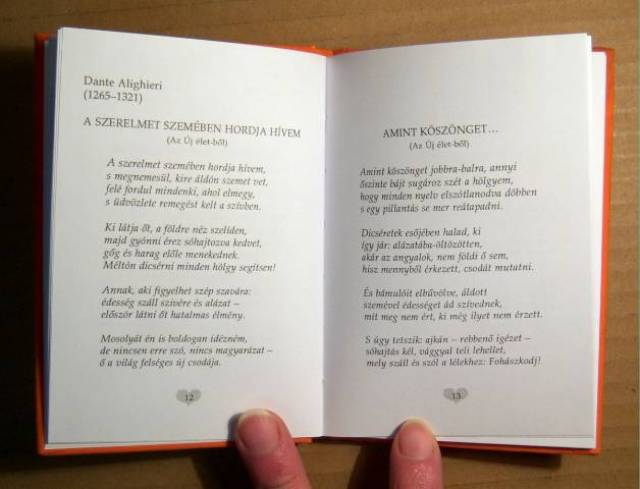 Dante Alighieri
(1265–1321)
A SZERELMET SZEMÉBEN HORDJA HÍVEM
(Az Új élet-ből)
A szerelmet szemében hordja hívem,
s megnemesül, kire áldón szemet vet,
felé fordul mindenki, ahol elmegy,
s üdvözlete remegést kelt a szívben.
Ki látja őt, a földre néz szelíden,
majd gyónni érez sóhajtozva kedvet,
gőg és harag előle menekednek.
Méltón dicsérni minden hölgy segítsen!
Annak, aki figyelhet szép szavára:
édesség száll szívére és alázat –
először látni őt hatalmas élmény.
Mosolyát én is boldogan idézném,
de nincsen erre szó, nincs magyarázat –
ő a világ felséges új csodája.
12
AMINT KÖSZÖNGET…
(Az Új élet-ből)
Amint köszönget jobbra-balra, annyi
őszinte bájt sugároz szét a hölgyem,
hogy minden nyelv elszótlanodva döbben
s egy pillantás se mer reátapadni.
Dicséretek esőjében halad, ki
így jár: alázatába-öltözötten,
akár az angyalok, nem földi ő sem,
hisz mennyből érkezett, csodát mutatni.
És bámulóit elbűvölve, áldott
szemével édességet ád szívednek,
mit meg nem ért, ki még ilyet nem érzett.
S úgy tetszik: ajkán – rebbenő igézet –
sóhajtás kél, vággyal teli lehellet,
mely száll és szól a lélekhez: Fohászkodj!
13